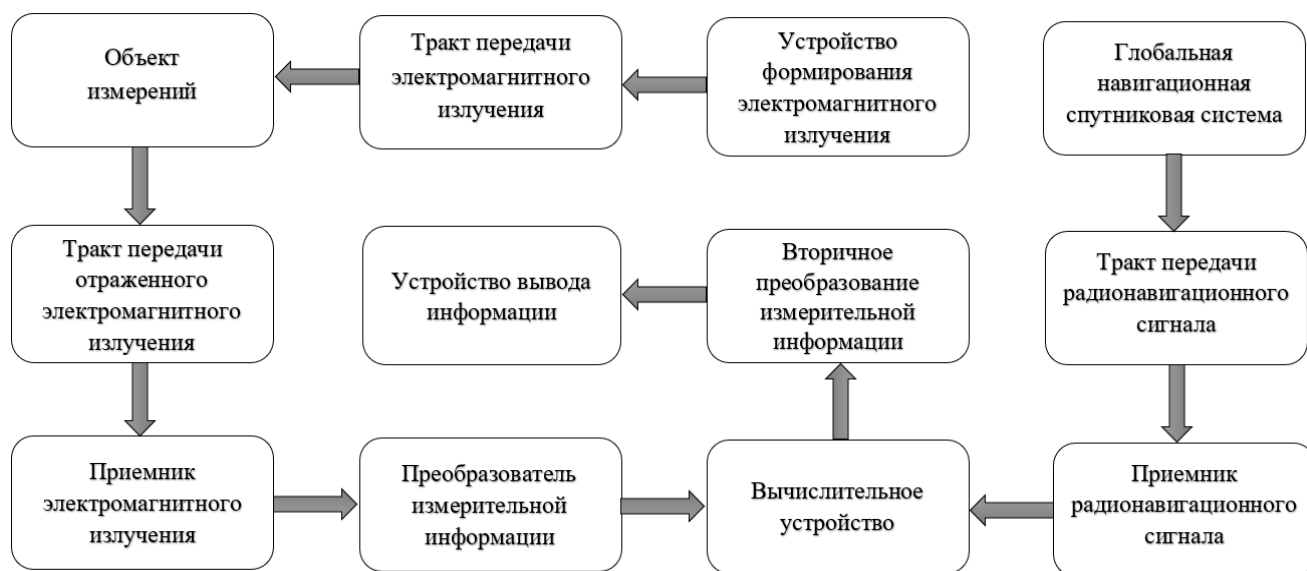 Объект
измерений
Тракт передачи
электромагнитного
излучения
Устройство
формирования
электромагнитного
излучения
Глобальная
навигационная
спутниковая система
Тракт передачи
отраженного
электромагнитного
излучения
Устройство вывода
информации
Вторичное
преобразование
измерительной
информации
Тракт передачи
радионавигационного
сигнала
Приемник
электромагнитного
излучения
Преобразователь
измерительной
информации
Вычислительное
устройство
Приемник
радионавигационного
сигнала